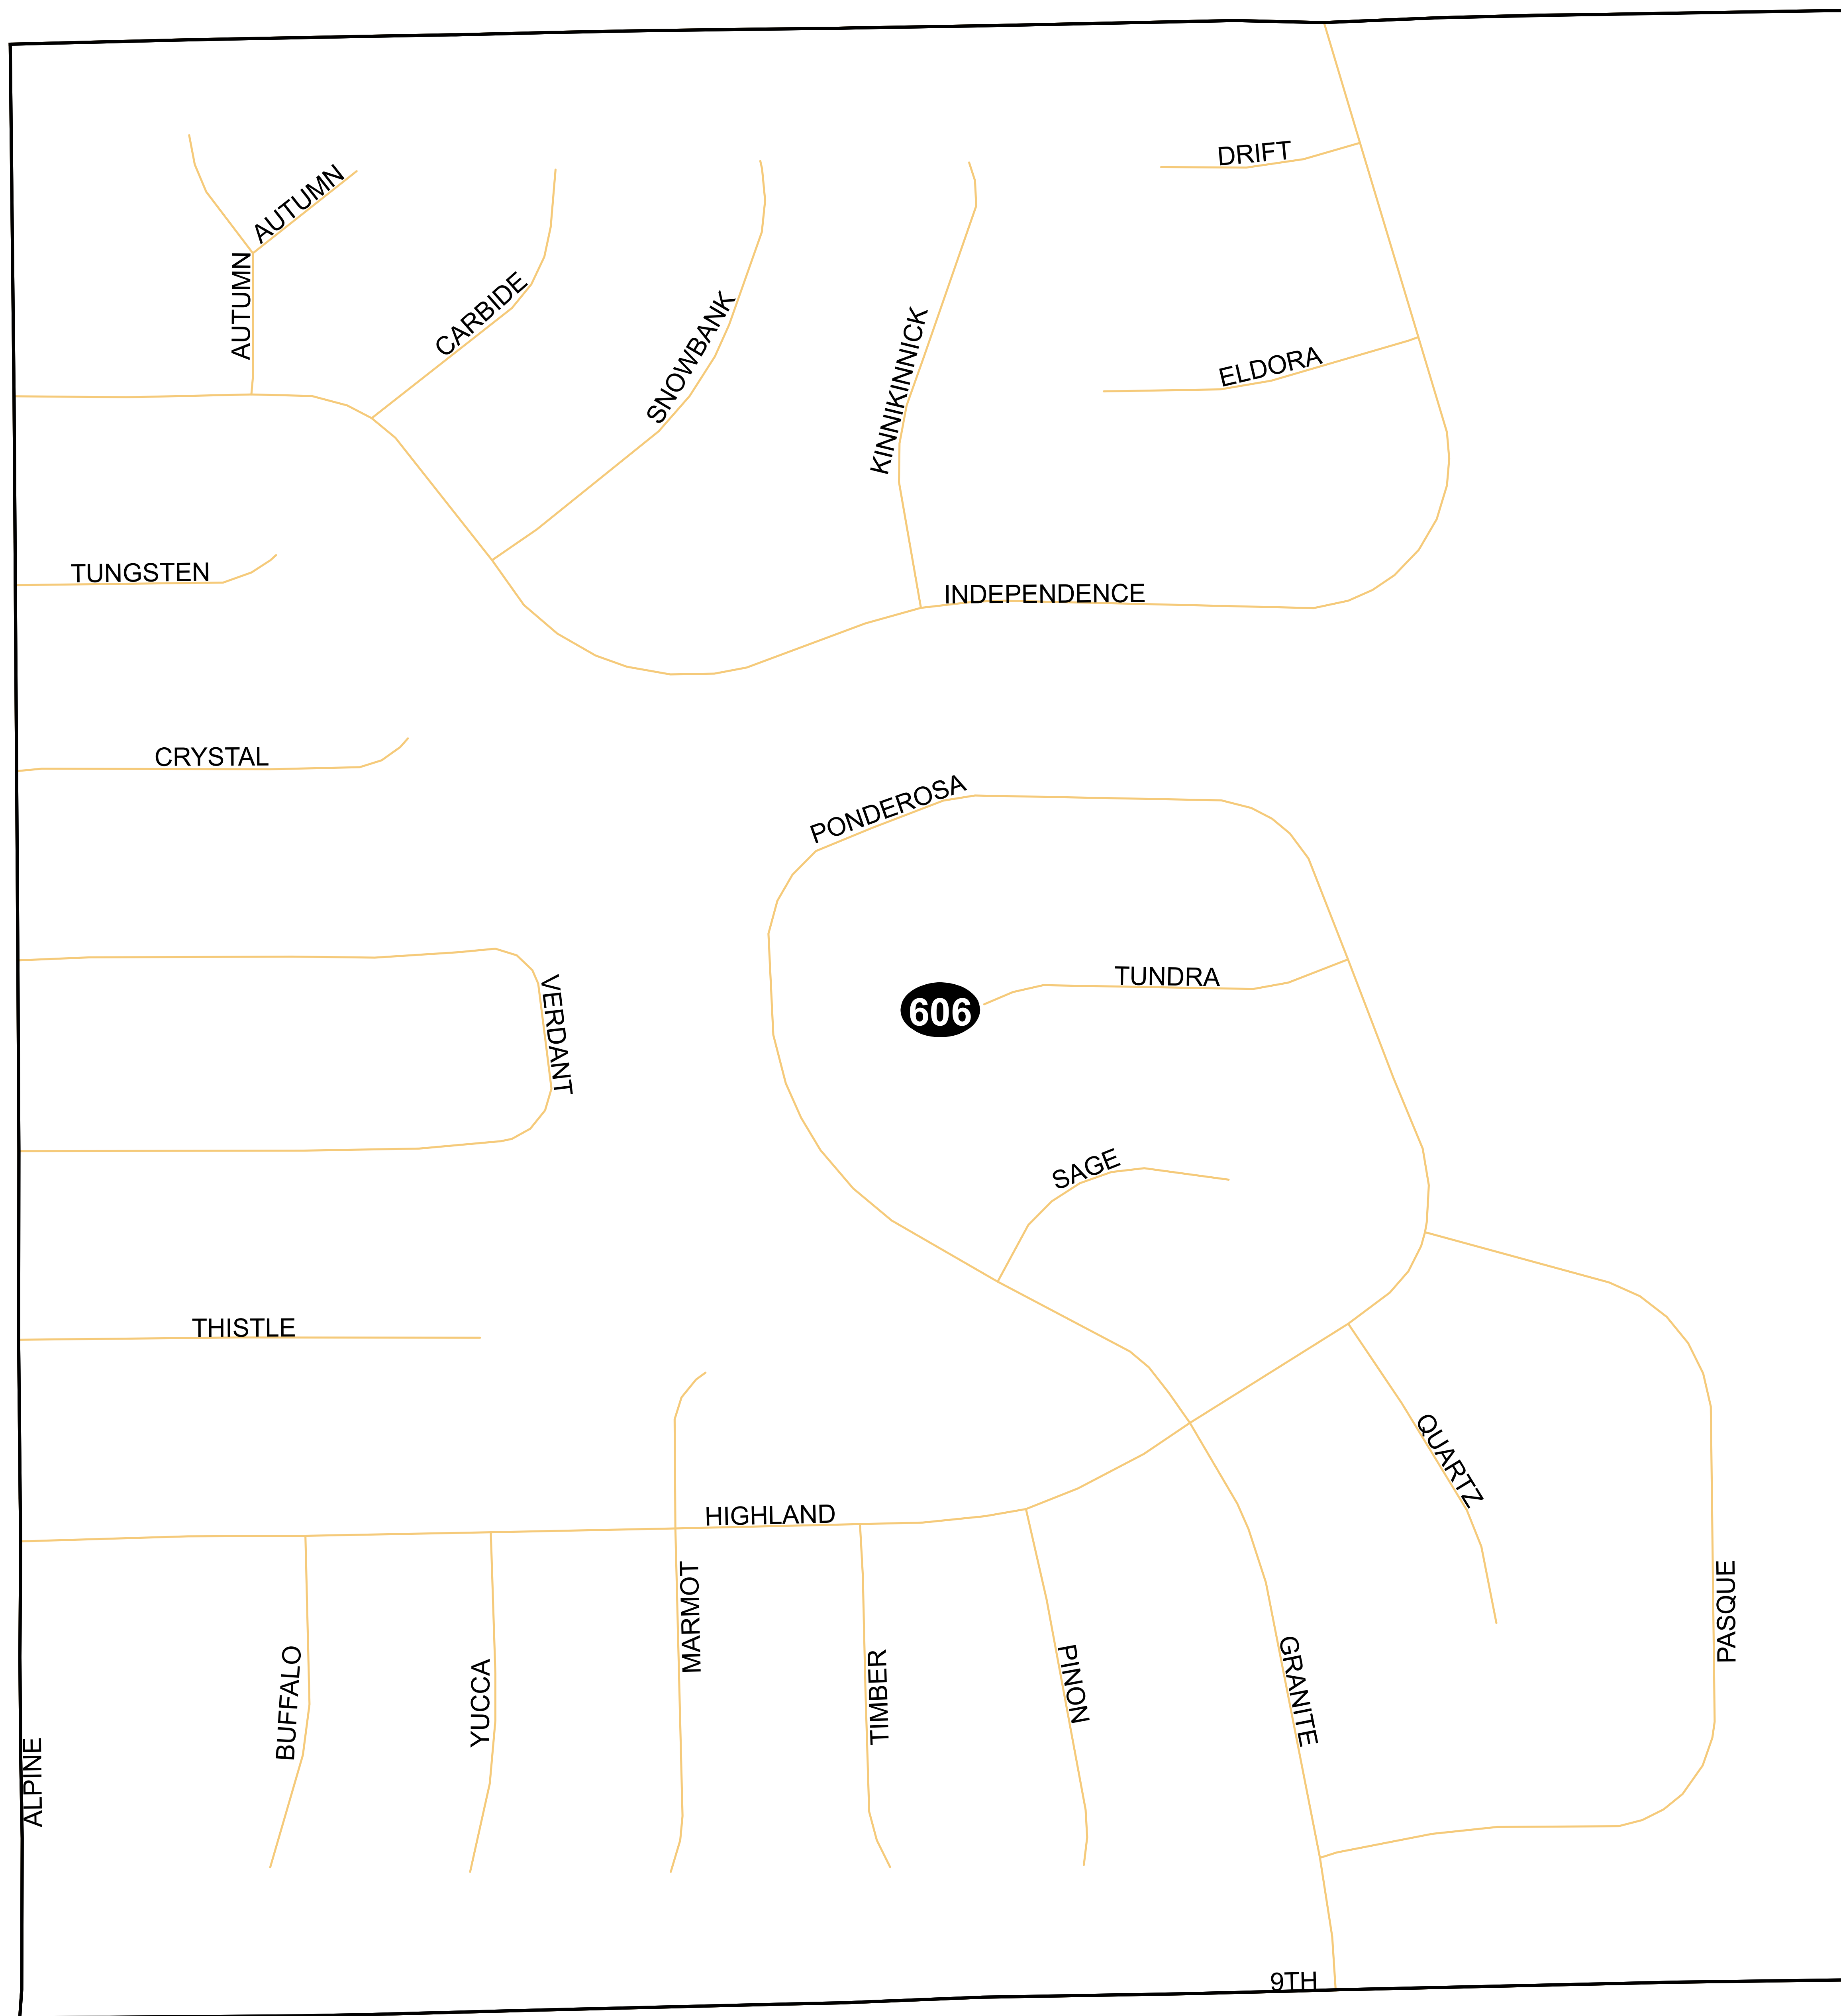 DRIFT
AUTUMN
AUTUMN
CARBIDE
SNOWBANK
KINNIKINNICK
ELDORA
TUNGSTEN
INDEPENDENCE
CRYSTAL
PONDEROSA
VERDANT
606
TUNDRA
SAGE
THISTLE
HIGHLAND
QUARTZ
MARMOT
PASQUE
BUFFALO
YUCCA
TIMBER
PINON
GRANITE
ALPINE
9TH